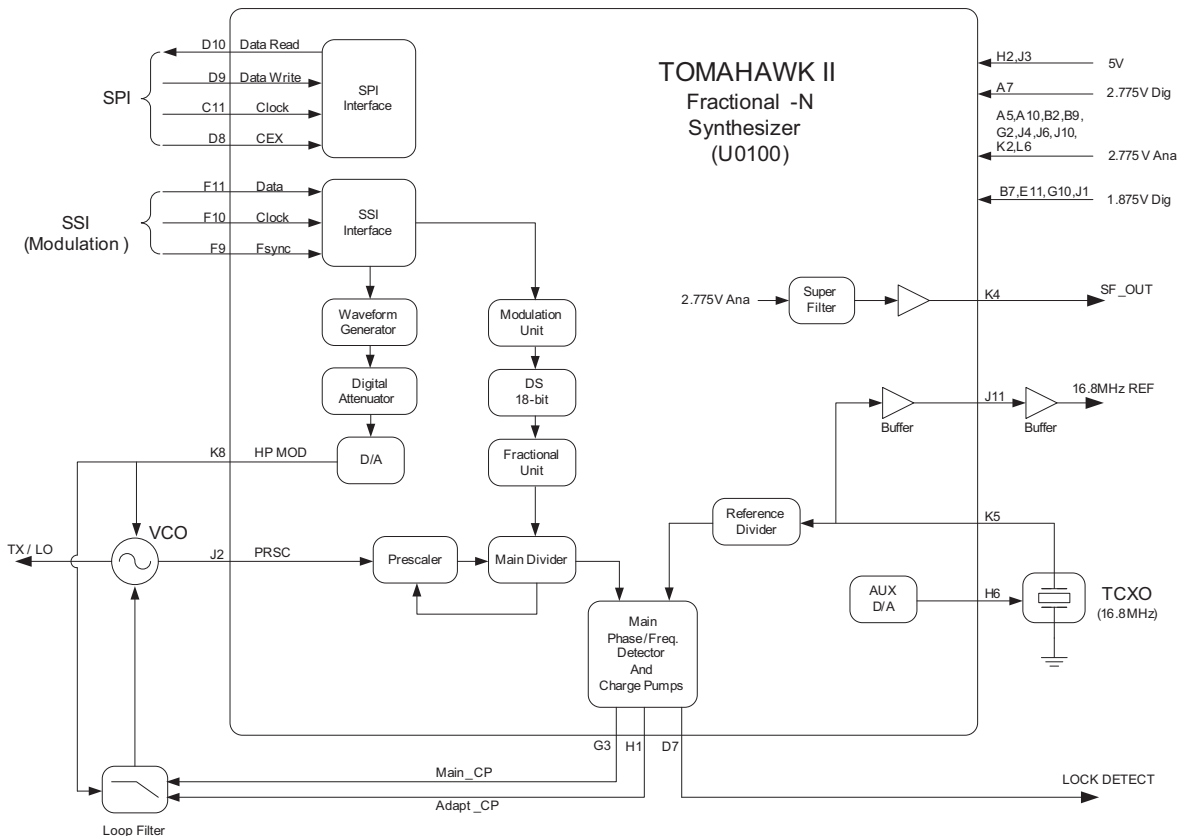 D10 Data Read
D9 Data Write
C11 Clock
D8 CEX
SPI
SPI
Interface
TOMAHAWK II
Fractional -N
Synthesizer
(U0100)
H2,J3
5V
A7
2.775V Dig
A5,A10,B2,B9,
G2,J4,J6,J10,
K2,L6
2.775 V Ana
B7,E11,G10,J1
1.875V Dig
F11 Data
F10 Clock
F9 Fsync
SSI
(Modulation )
SSI
Interface
2.775V Ana
Super
Filter
K4
SF_OUT
Waveform
Generator
Modulation
Unit
Digital
Attenuator
DS
18-bit
Buffer
J11
Buffer
16.8MHz REF
K8 HP MOD
D/A
Fractional
Unit
Reference
Divider
K5
VCO
TX / LO
J2 PRSC
Prescaler
Main Divider
AUX
D/A
H6
TCXO
(16.8MHz)
Main
Phase/Freq.
Detector
And
Charge Pumps
G3 H1 D7
Main_CP
Adapt _CP
LOCK DETECT
Loop Filter